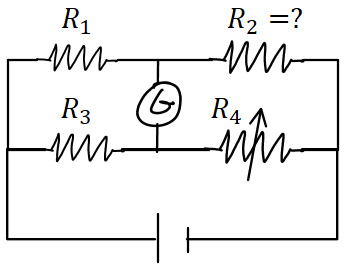 R₁ R₂ =?
G
R₃ R₄